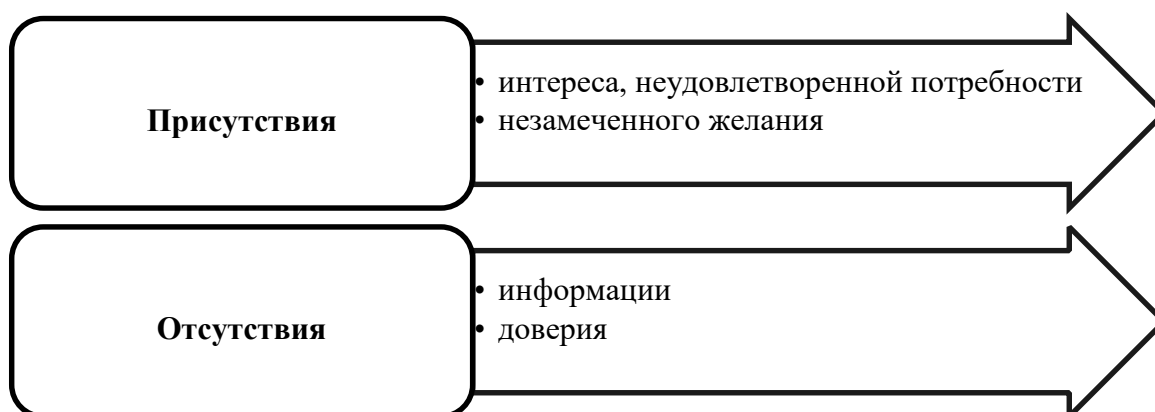 Присутствия
• интереса, неудовлетворенной потребности
• незамеченного желания
Отсутствия
• информации
• доверия